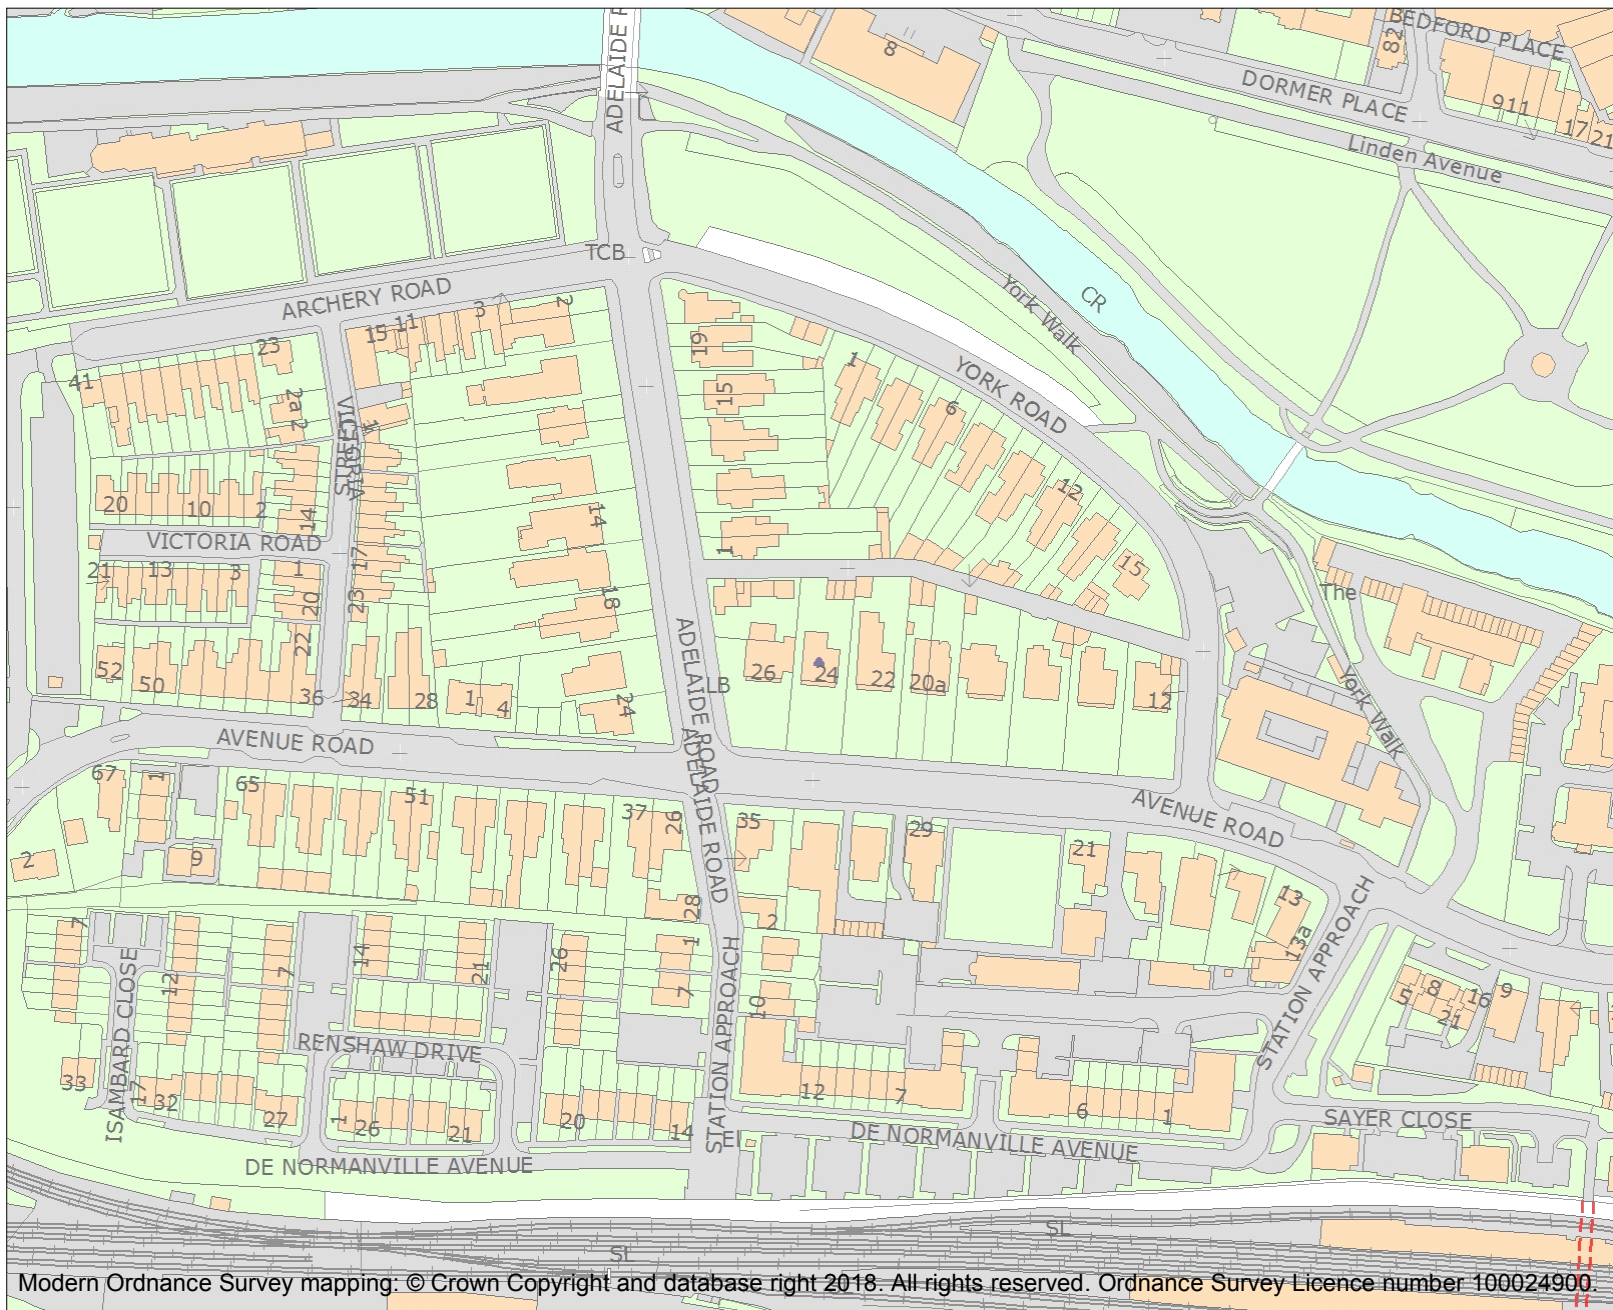 ADELAIDE R
8
BEDFORD PLACE
82
DORMER PLACE
911
17
21
Linden Avenue
TCB
ARCHERY ROAD
CR
York Walk
YORK ROAD
2
3
11
15
23
41
2a2
1
VICTORIA
STREET
19
15
1
6
12
15
20
10
2
14
14
VICTORIA ROAD
21
13
3
1
17
20
23
18
1
The
22
52
50
36
34
28
1
4
24
ADELAIDE ROAD
LB
26
24
22
20a
12
York Walk
AVENUE ROAD
67
1
65
51
37
26
35
29
21
AVENUE ROAD
ADELAIDE ROAD
2
9
13
13a
28
2
STATION APPROACH
7
12
7
14
21
26
1
7
10
5
8
16
9
21
ISAMBARD CLOSE
RENSHAW DRIVE
STATION APPROACH
33
17
32
27
1
26
21
20
14
12
7
6
1
SAYER CLOSE
El
DE NORMANVILLE AVENUE
DE NORMANVILLE AVENUE
SL
SL
Modern Ordnance Survey mapping: © Crown Copyright and database right 2018. All rights reserved. Ordnance Survey Licence number 100024900.